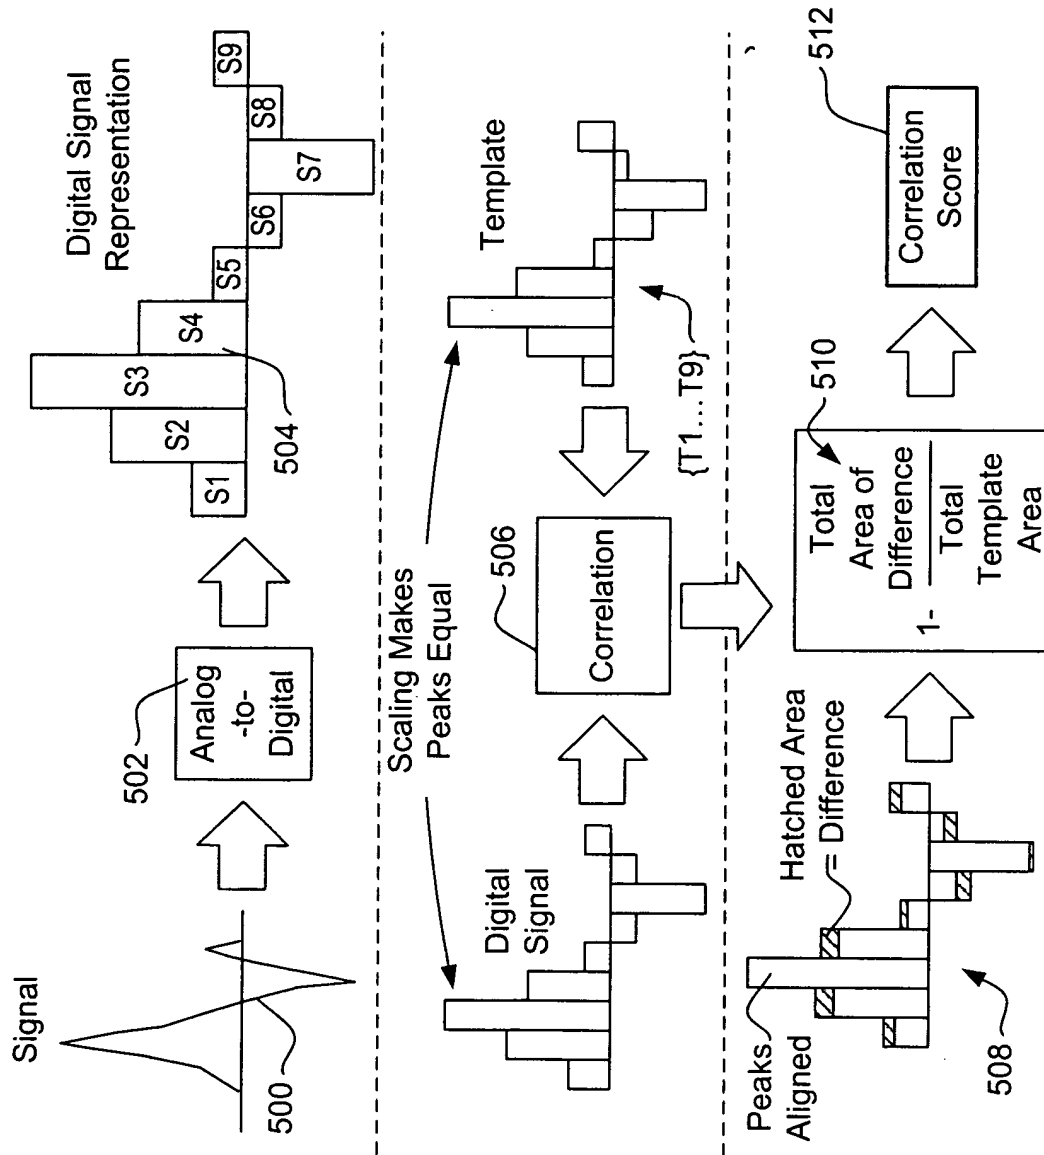 Signal
500
502
Analog
-to-
Digital
Digital Signal
Representation
S1
S2
S3
S4
S5
S6
S7
S8
S9
504
Scaling Makes
Peaks Equal
Digital
Signal
506
Correlation
Template
{T1...T9}
Peaks
Aligned
Hatched Area
= Difference
508
510
1-
Total
Area of
Difference
Total
Template
Area
512
Correlation
Score